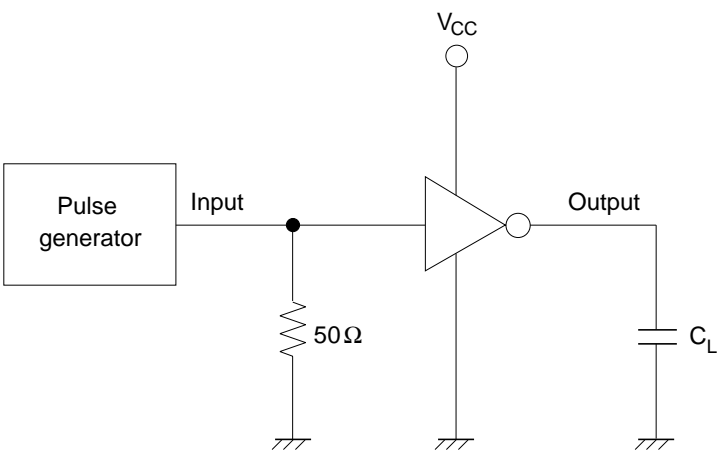 VCC
Pulse
generator
Input
Output
50Ω
CL